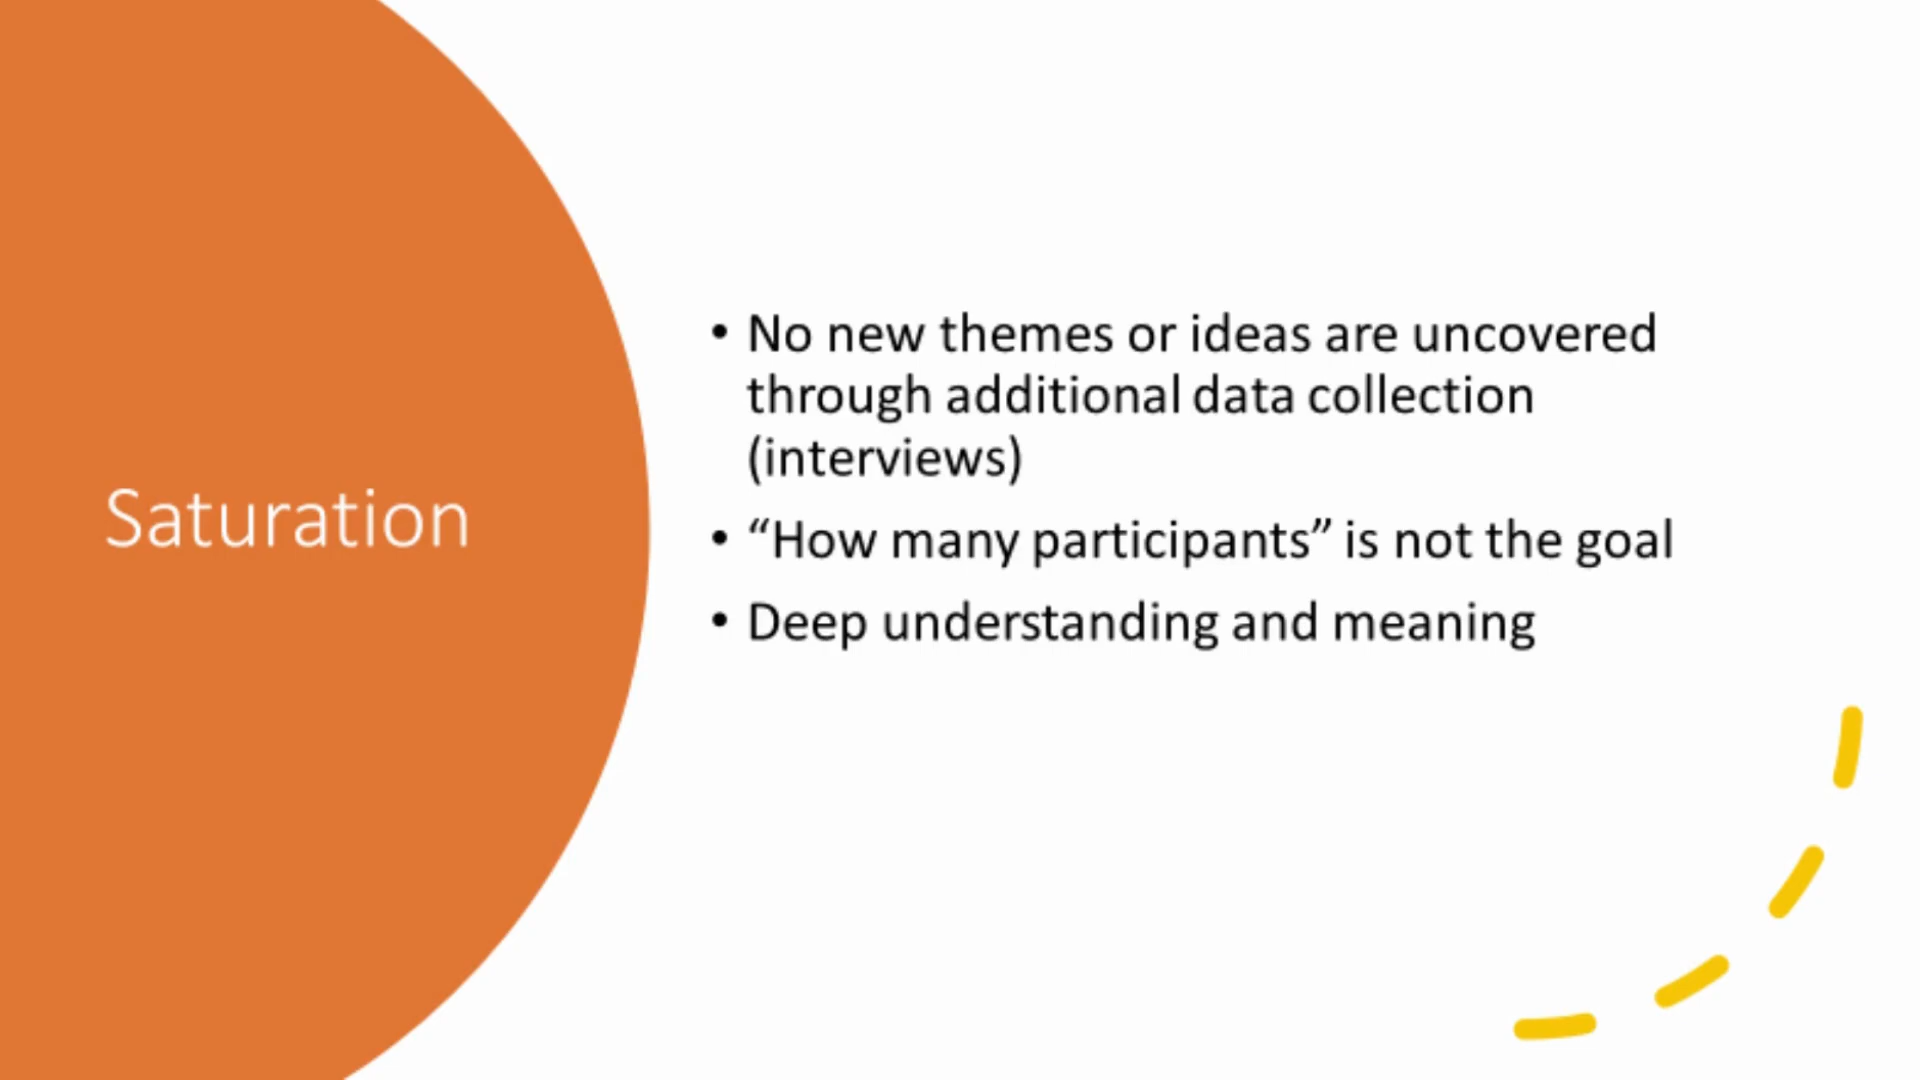 Saturation
• No new themes or ideas are uncovered
through additional data collection
(interviews)
• “How many participants” is not the goal
• Deep understanding and meaning